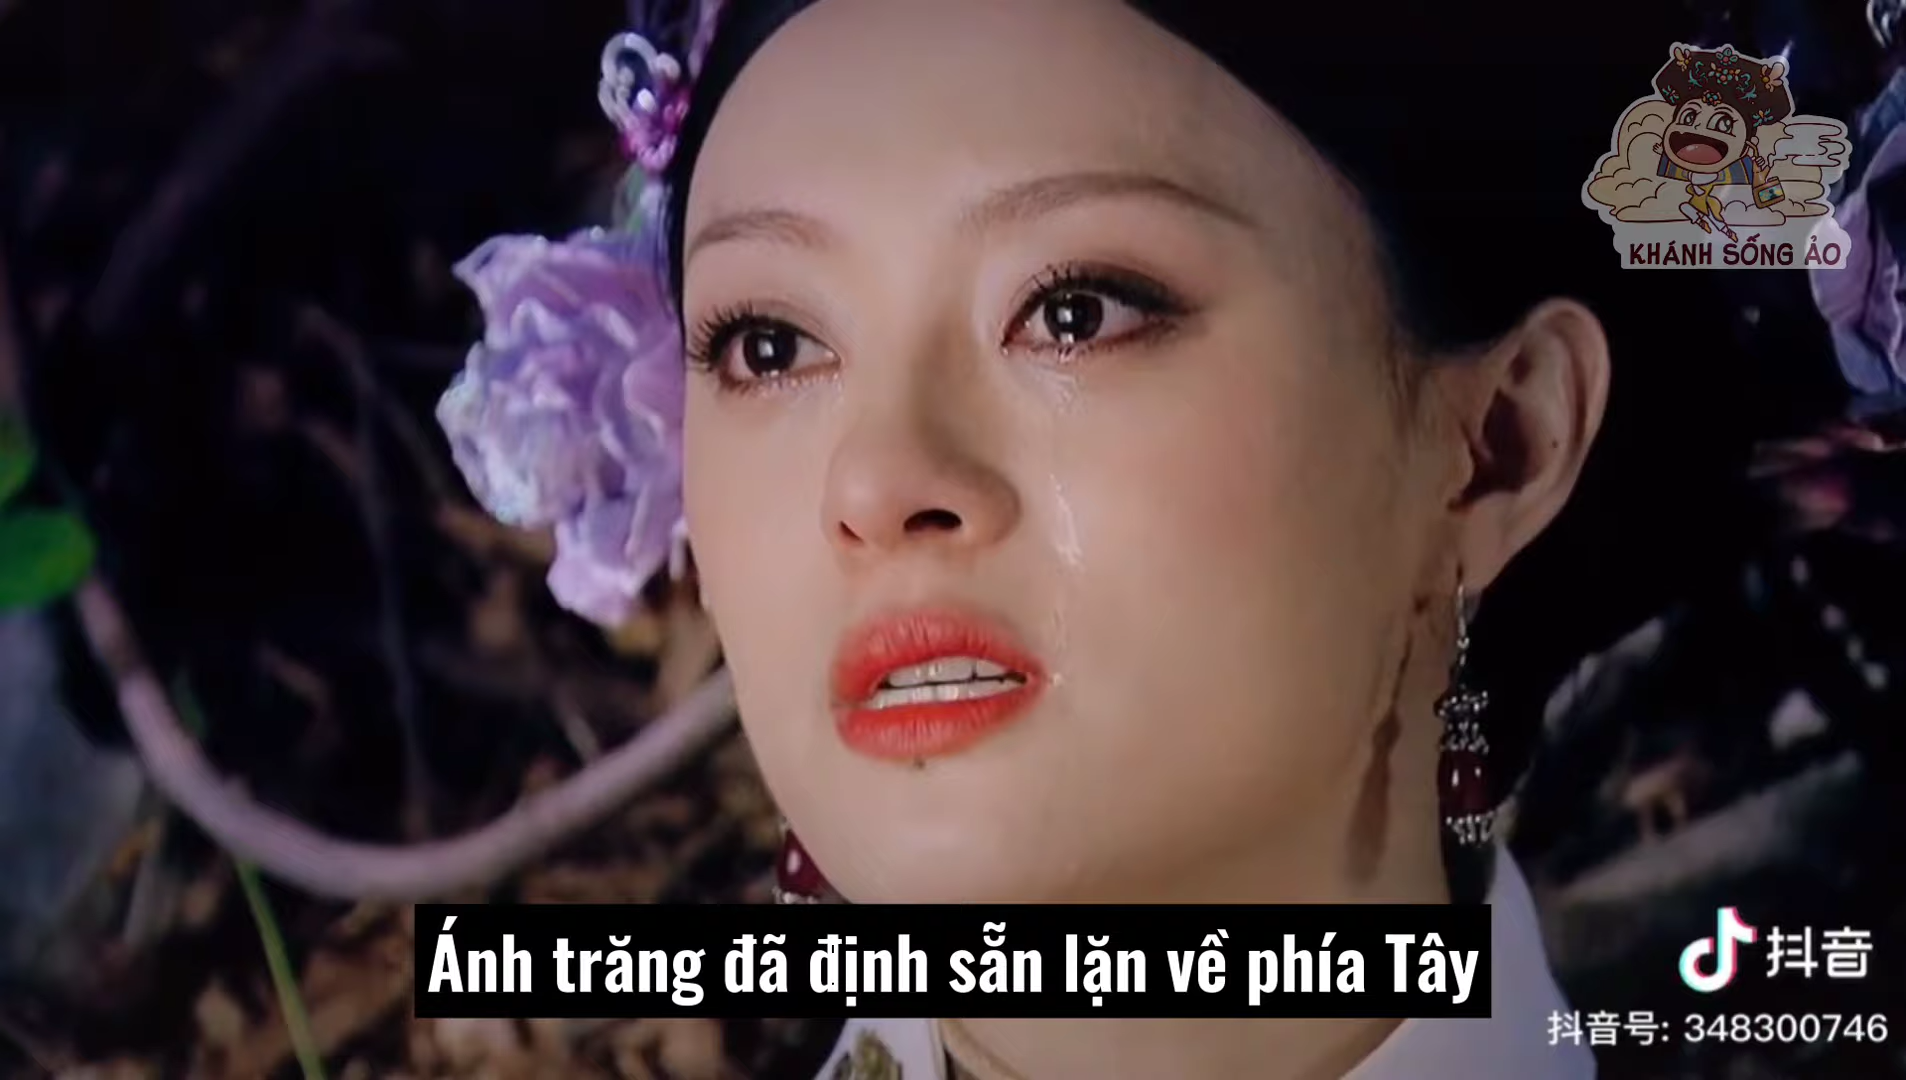 KHÁNH SỐNG ẢO
Ánh trăng đã định sẵn lặn về phía Tây
抖音
抖音号: 348300746